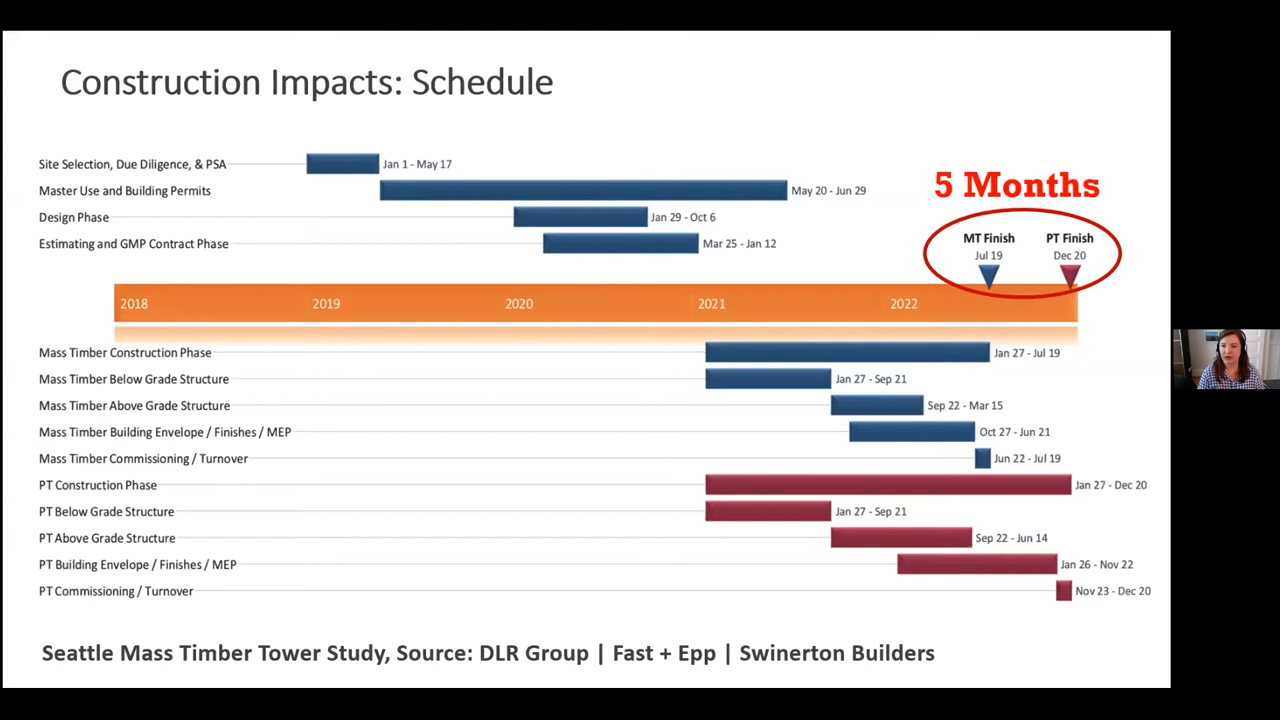 Construction Impacts: Schedule
Site Selection, Due Diligence, & PSA Jan 1 - May 17
Master Use and Building Permits May 20 - Jun 29
5 Months
Design Phase Jan 29 - Oct 6
Estimating and GMP Contract Phase Mar 25 - Jan 12
MT Finish PT Finish
Jul 19 Dec 20
2018 2019 2020 2021 2022
Mass Timber Construction Phase Jan 27 - Jul 19
Mass Timber Below Grade Structure Jan 27 - Sep 21
Mass Timber Above Grade Structure Sep 22 - Mar 15
Mass Timber Building Envelope / Finishes / MEP Oct 27 - Jun 21
Mass Timber Commissioning / Turnover Jun 22 - Jul 19
PT Construction Phase Jan 27 - Dec 20
PT Below Grade Structure Jan 27 - Sep 21
PT Above Grade Structure Sep 22 - Jun 14
PT Building Envelope / Finishes / MEP Jan 26 - Nov 22
PT Commissioning / Turnover Nov 23 - Dec 20
Seattle Mass Timber Tower Study, Source: DLR Group | Fast + Epp | Swinerton Builders